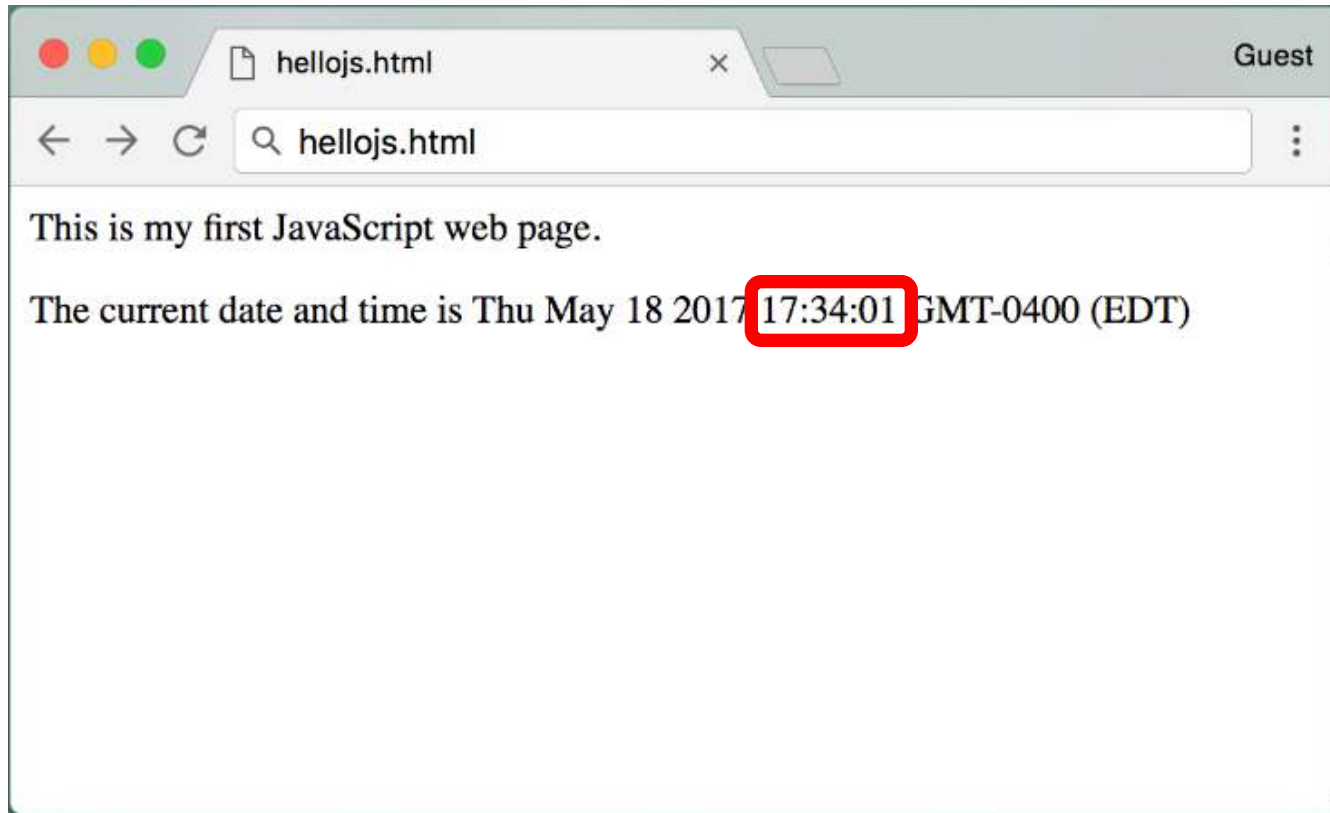 hellojs.html
Guest
hellojs.html
This is my first JavaScript web page.
The current date and time is Thu May 18 2017 17:34:01 GMT-0400 (EDT)